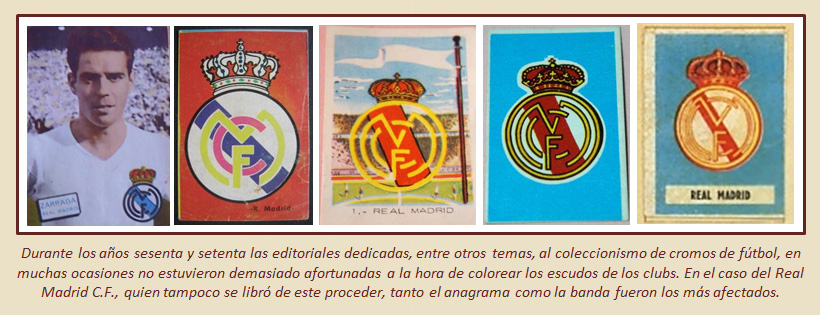 ZARRAGA
REAL MADRID
R. Madrid
1.- REAL MADRID
REAL MADRID
Durante los años sesenta y setenta las editoriales dedicadas, entre otros temas, al coleccionismo de cromos de fútbol, en
muchas ocasiones no estuvieron demasiado afortunadas a la hora de colorear los escudos de los clubs. En el caso del Real
Madrid C.F., quien tampoco se libró de este proceder, tanto el anagrama como la banda fueron los más afectados.